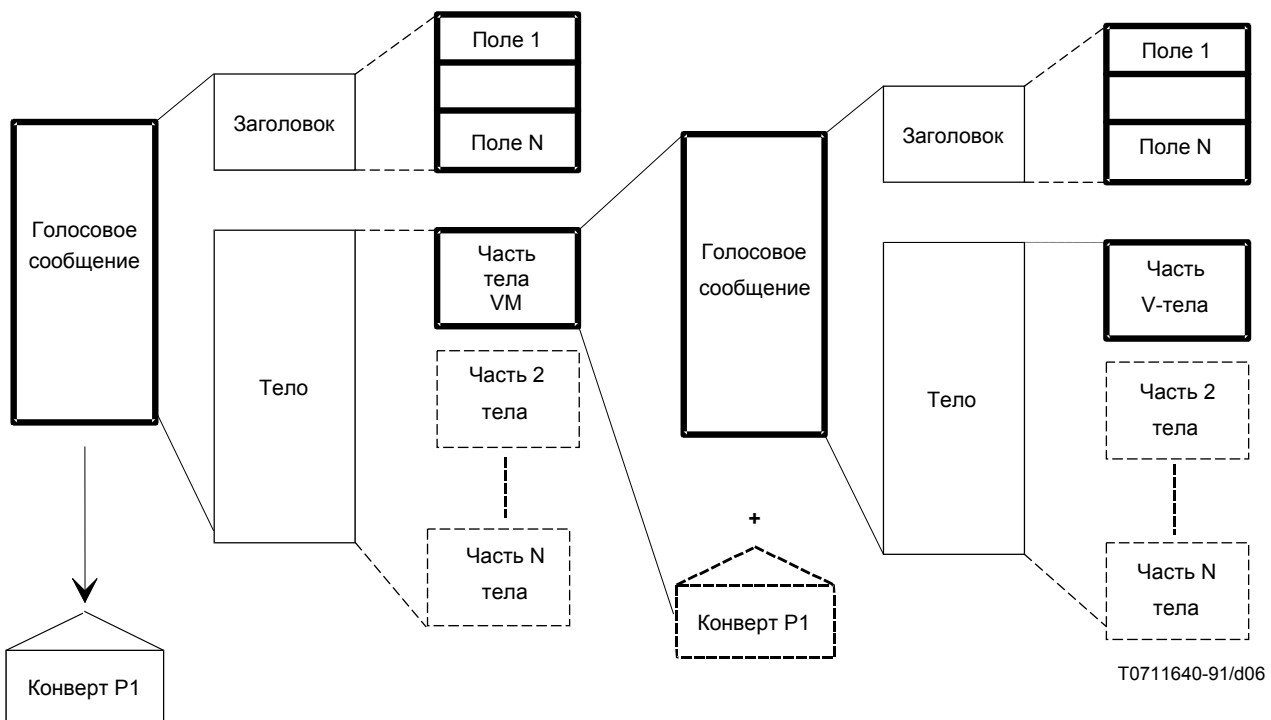 Поле 1
Заголовок
Поле N
Голосовое
сообщение
Часть
тела
VM
Тело
Часть 2
тела
Часть N
тела
Конверт P1
Поле 1
Заголовок
Поле N
Голосовое
сообщение
Часть
V-тела
Тело
Часть 2
тела
+
Конверт P1
Часть N
тела
T0711640-91/d06